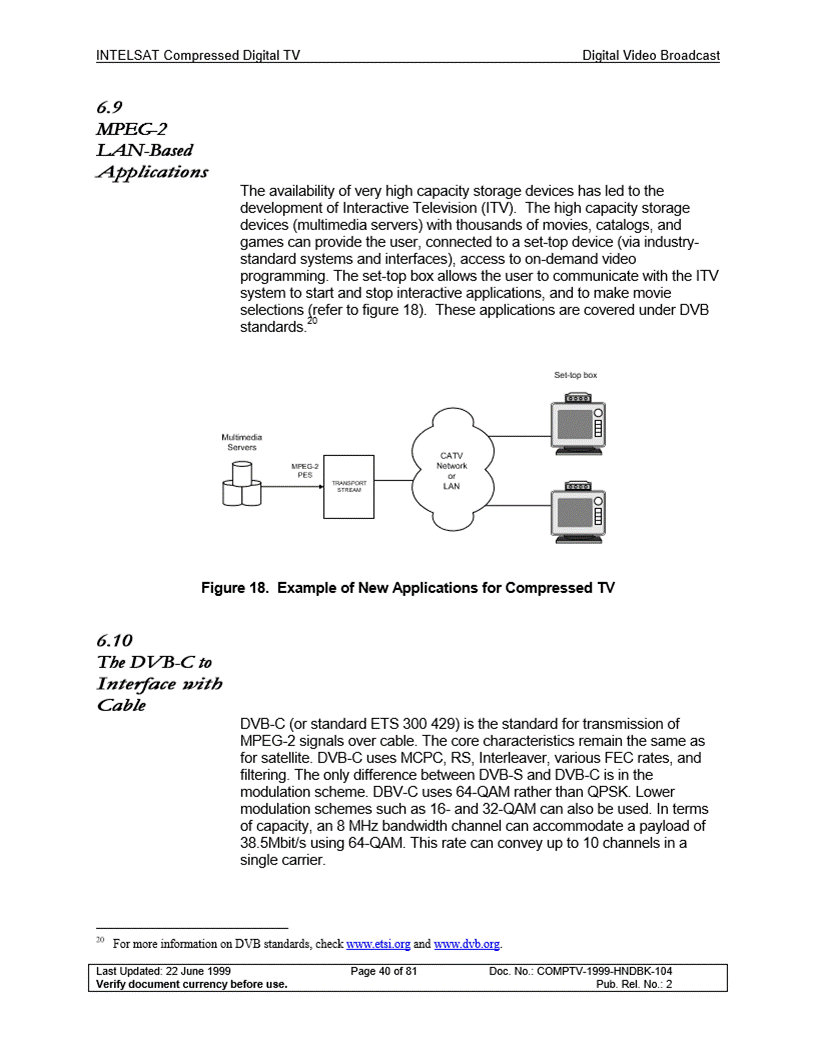 INTELSAT Compressed Digital TV Digital Video Broadcast
6.9
MPEG-2
LAN-Based
Applications
The availability of very high capacity storage devices has led to the
development of Interactive Television (ITV).  The high capacity storage
devices (multimedia servers) with thousands of movies, catalogs, and
games can provide the user, connected to a set-top device (via industry-
standard systems and interfaces), access to on-demand video
programming. The set-top box allows the user to communicate with the ITV
system to start and stop interactive applications, and to make movie
selections (refer to figure 18).  These applications are covered under DVB
standards.20
Set-top box
Multimedia
Servers
MPEG-2
PES
TRANSPORT
STREAM
CATV
Network
or
LAN
Figure 18.  Example of New Applications for Compressed TV
6.10
The DVB-C to
Interface with
Cable
DVB-C (or standard ETS 300 429) is the standard for transmission of
MPEG-2 signals over cable. The core characteristics remain the same as
for satellite. DVB-C uses MCPC, RS, Interleaver, various FEC rates, and
filtering. The only difference between DVB-S and DVB-C is in the
modulation scheme. DBV-C uses 64-QAM rather than QPSK. Lower
modulation schemes such as 16- and 32-QAM can also be used. In terms
of capacity, an 8 MHz bandwidth channel can accommodate a payload of
38.5Mbit/s using 64-QAM. This rate can convey up to 10 channels in a
single carrier.
20 For more information on DVB standards, check www.etsi.org and www.dvb.org.
Last Updated: 22 June 1999 Page 40 of 81 Doc. No.: COMPTV-1999-HNDBK-104
Verify document currency before use. Pub. Rel. No.: 2